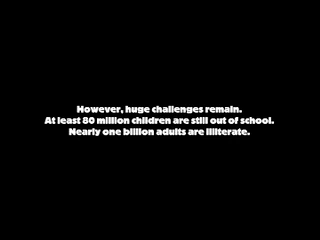 However, huge challenges remain.
At least 80 million children are still out of school.
Nearly one billion adults are illiterate.